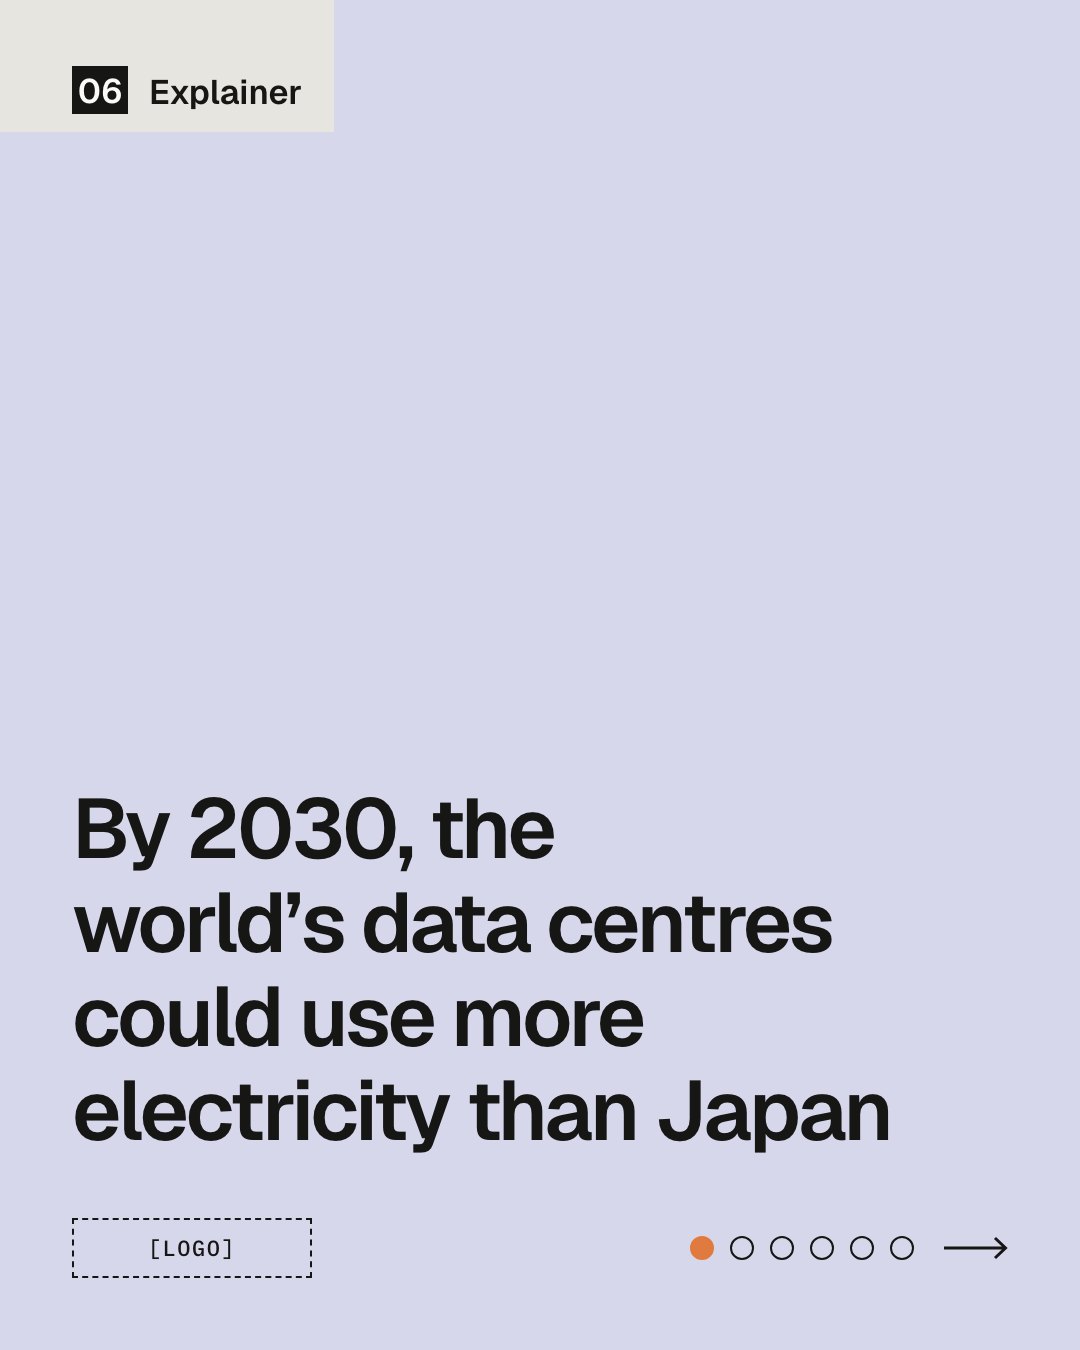 06 Explainer
By 2030, the
world’s data centres
could use more
electricity than Japan
[LOGO]